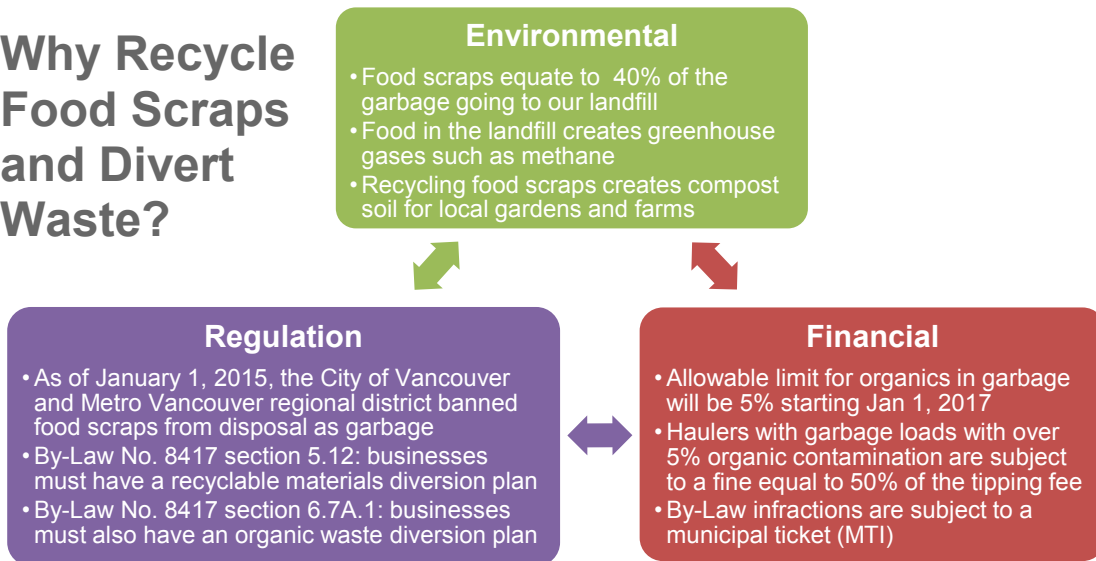 Why Recycle
Food Scraps
and Divert
Waste?
Environmental
• Food scraps equate to 40% of the
garbage going to our landfill
• Food in the landfill creates greenhouse
gases such as methane
• Recycling food scraps creates compost
soil for local gardens and farms
Regulation
• As of January 1, 2015, the City of Vancouver
and Metro Vancouver regional district banned
food scraps from disposal as garbage
• By-Law No. 8417 section 5.12: businesses
must have a recyclable materials diversion plan
• By-Law No. 8417 section 6.7A.1: businesses
must also have an organic waste diversion plan
Financial
• Allowable limit for organics in garbage
will be 5% starting Jan 1, 2017
• Haulers with garbage loads with over
5% organic contamination are subject
to a fine equal to 50% of the tipping fee
• By-Law infractions are subject to a
municipal ticket (MTI)